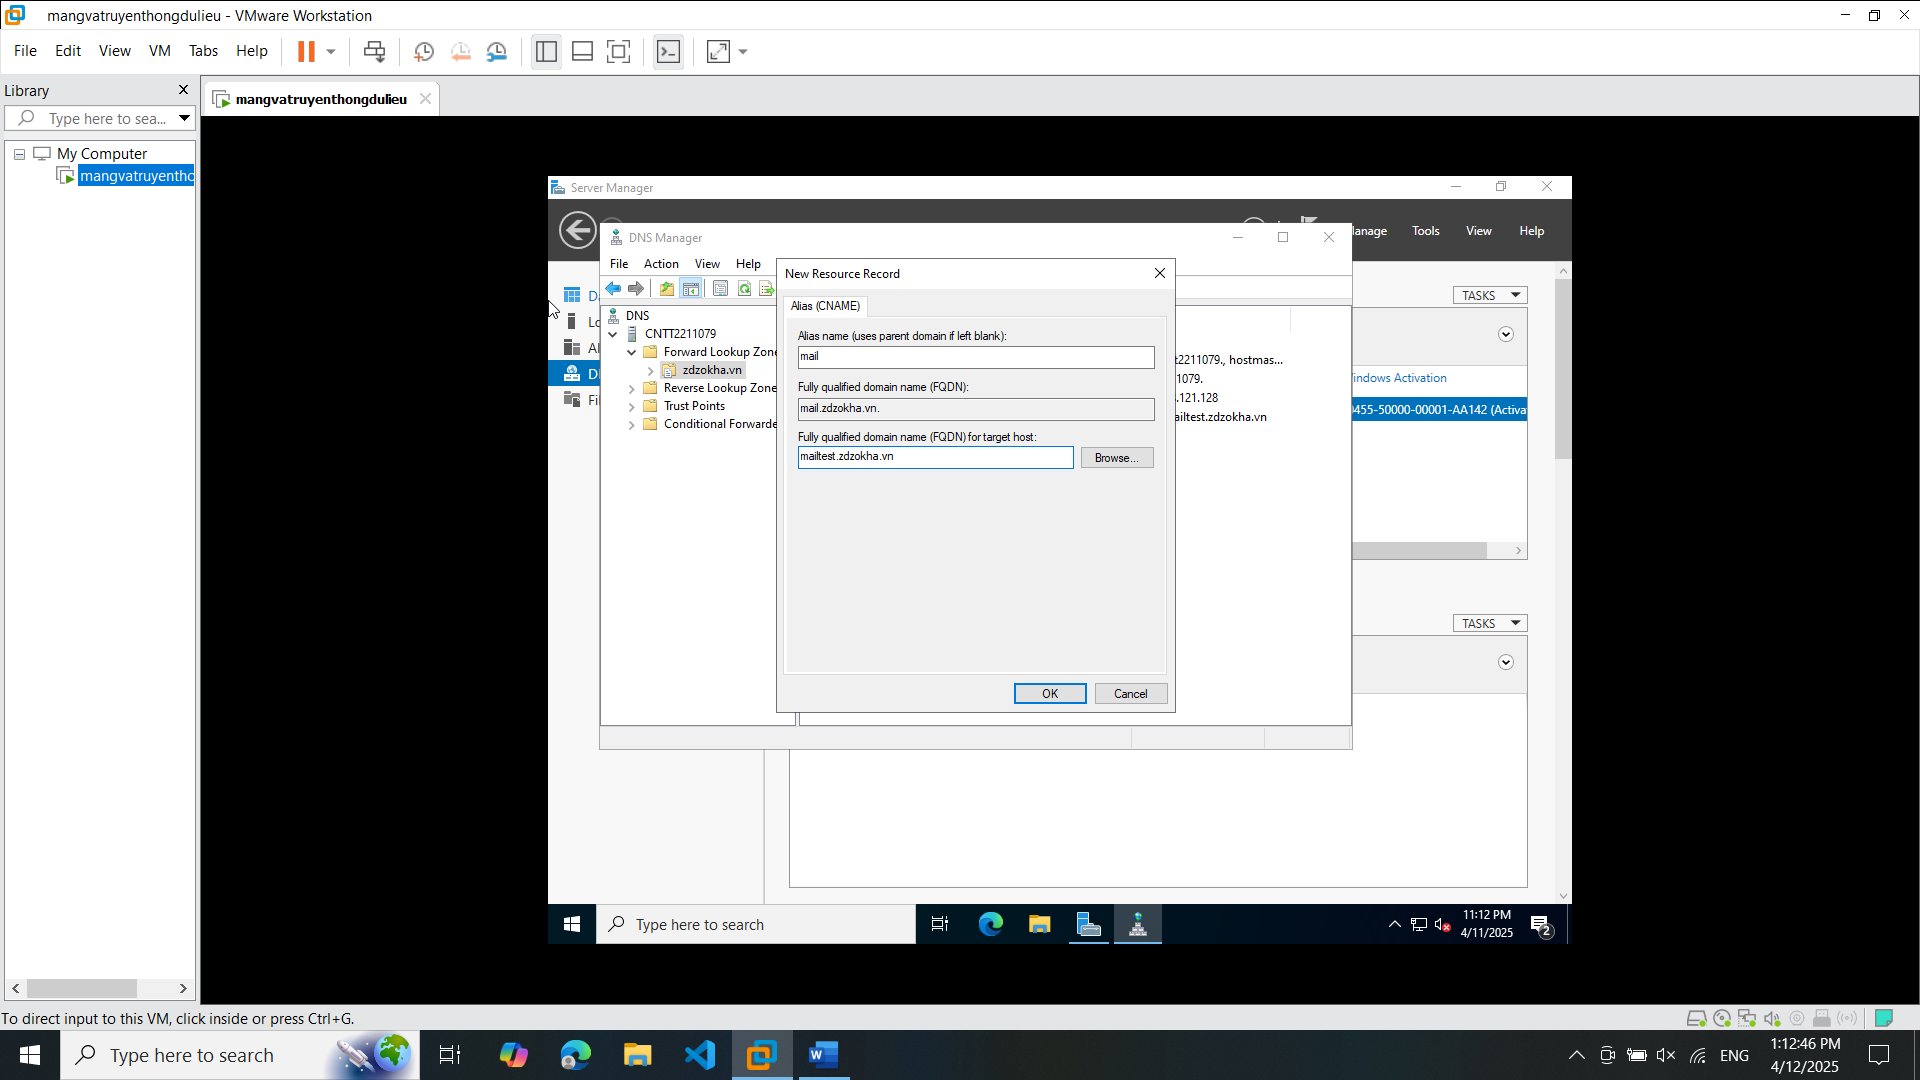 mangvatruyenthongdulieu - VMware Workstation
File Edit View VM Tabs Help
Library
mangvatruyenthongdulieu
Type here to sea...
My Computer
mangvatruyentho
Server Manager
Manage Tools View Help
DNS Manager
File Action View Help
New Resource Record
Alias (CNAME)
TASKS
DNS
CNTT2211079
Forward Lookup Zone
zdzokha.vn
Reverse Lookup Zone
Trust Points
Conditional Forwarde
Alias name (uses parent domain if left blank):
mail
Fully qualified domain name (FQDN):
mail.zdzokha.vn.
Fully qualified domain name (FQDN) for target host:
mailtest.zdzokha.vn
Browse...
t2211079., hostmas...
1079.
.121.128
ailtest.zdzokha.vn
indows Activation
0455-50000-00001-AA142 (Activa
OK Cancel
TASKS
Type here to search
11:12 PM
4/11/2025
2
To direct input to this VM, click inside or press Ctrl+G.
Type here to search
ENG
1:12:46 PM
4/12/2025